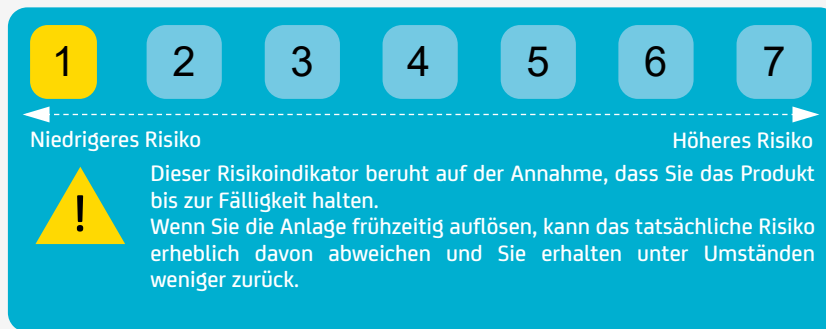 1 2 3 4 5 6 7
Niedrigeres Risiko Höheres Risiko
Dieser Risikoindikator beruht auf der Annahme, dass Sie das Produkt
bis zur Fälligkeit halten.
Wenn Sie die Anlage frühzeitig auflösen, kann das tatsächliche Risiko
erheblich davon abweichen und Sie erhalten unter Umständen
weniger zurück.
!